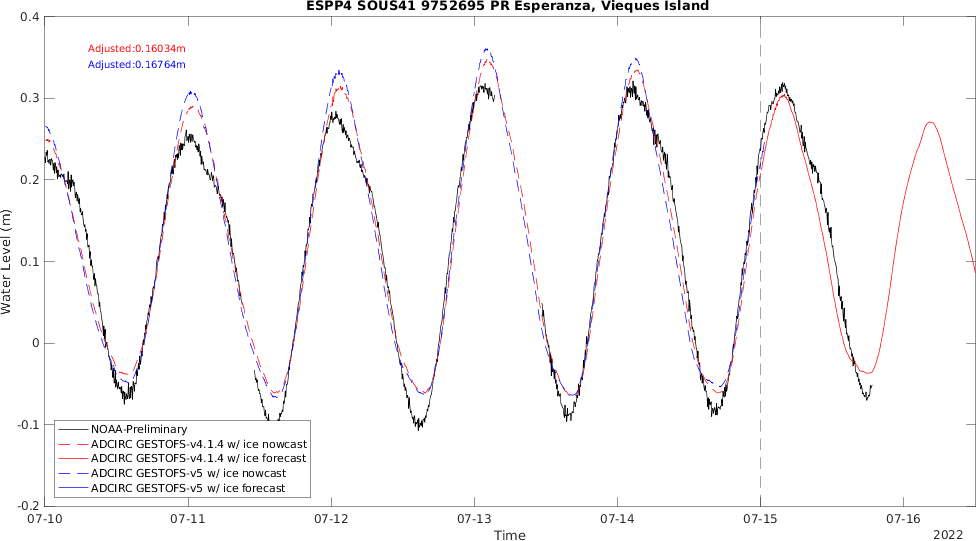 ESPP4 SOUS41 9752695 PR Esperanza, Vieques Island
Adjusted:0.16034m
Adjusted:0.16764m
0.4
0.3
0.2
0.1
0
-0.1
-0.2
Water Level (m)
NOAA-Preliminary
ADCIRC GESTOFS-v4.1.4 w/ ice nowcast
ADCIRC GESTOFS-v4.1.4 w/ ice forecast
ADCIRC GESTOFS-v5 w/ ice nowcast
ADCIRC GESTOFS-v5 w/ ice forecast
07-10 07-11 07-12 07-13 07-14 07-15 07-16
Time
2022